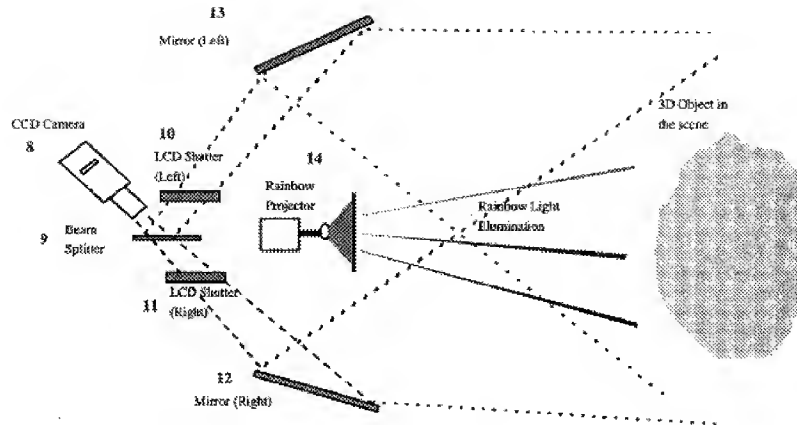 13
Mirror (Left)
3D Object in
the scene
CCD Camera
8
10
LCD Shutter
(Left)
14
Rainbow
Projector
Rainbow Light
Illumination
9
Beam
Splitter
LCD Shutter
(Right)
11
12
Mirror (Right)